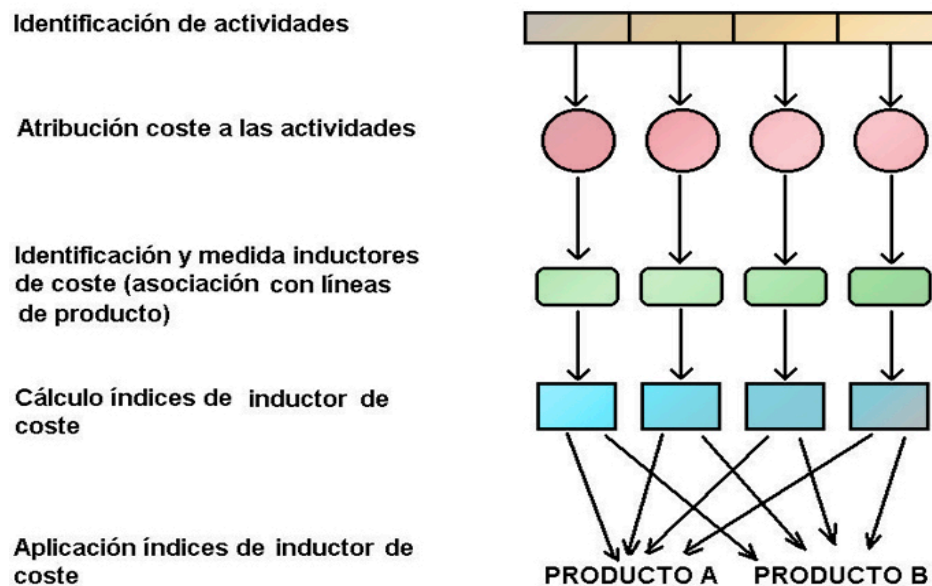 Identificación de actividades
Atribución coste a las actividades
Identificación y medida inductores
de coste (asociación con líneas
de producto)
Cálculo índices de inductor de
coste
Aplicación índices de inductor de
coste
PRODUCTO A PRODUCTO B